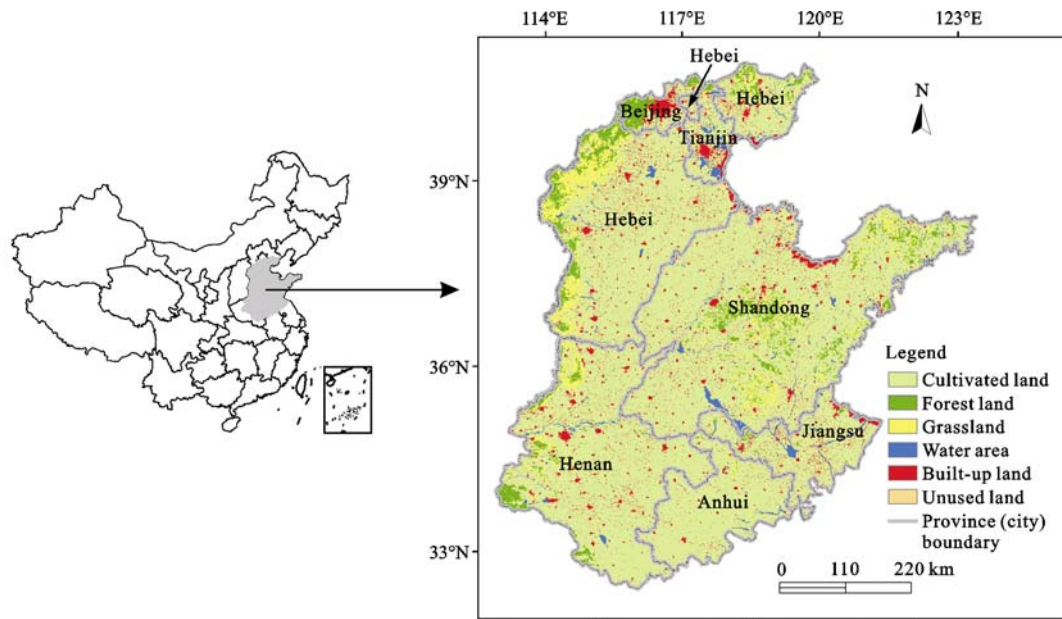 114°E 117°E 120°E 123°E
Hebei
Hebei
Beijing
N
Tianjin
39°N
Hebei
Shandong
36°N
Legend
Cultivated land
Forest land
Grassland
Water area
Built-up land
Unused land
Province (city)
boundary
Jiangsu
Henan
Anhui
33°N
0 110 220 km